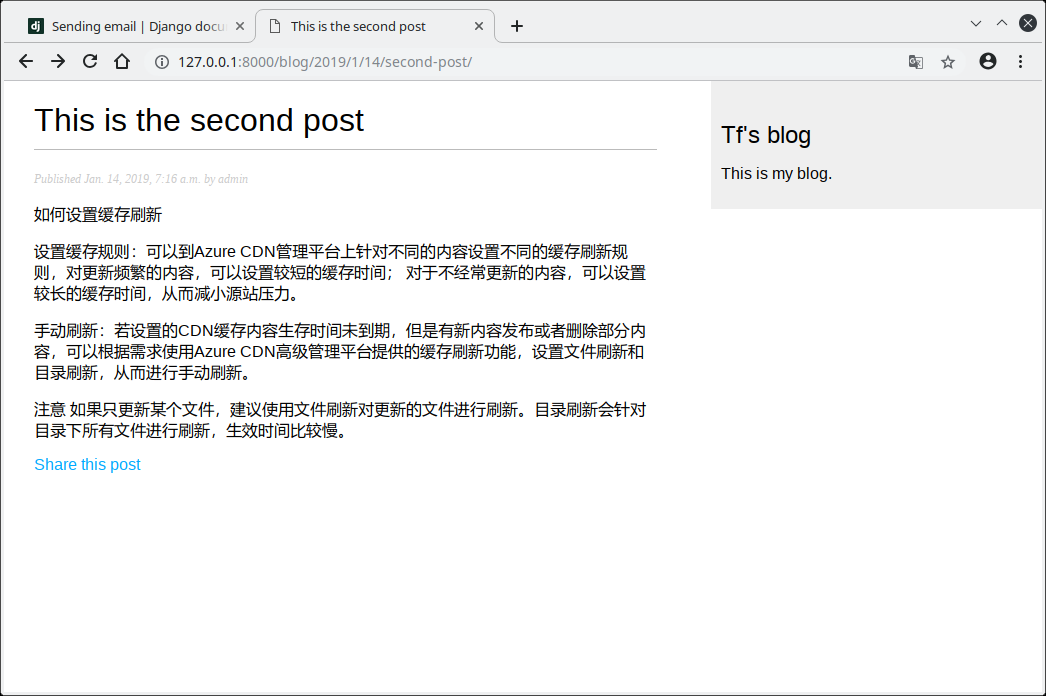 Sending email | Django docu
This is the second post
127.0.0.1:8000/blog/2019/1/14/second-post/
This is the second post
Published Jan. 14, 2019, 7:16 a.m. by admin
如何设置缓存刷新
设置缓存规则：可以到Azure CDN管理平台上针对不同的内容设置不同的缓存刷新规
则，对更新频繁的内容，可以设置较短的缓存时间； 对于不经常更新的内容，可以设置
较长的缓存时间，从而减小源站压力。
手动刷新：若设置的CDN缓存内容生存时间未到期，但是有新内容发布或者删除部分内
容，可以根据需求使用Azure CDN高级管理平台提供的缓存刷新功能，设置文件刷新和
目录刷新，从而进行手动刷新。
注意 如果只更新某个文件，建议使用文件刷新对更新的文件进行刷新。目录刷新会针对
目录下所有文件进行刷新，生效时间比较慢。
Share this post
Tf's blog
This is my blog.